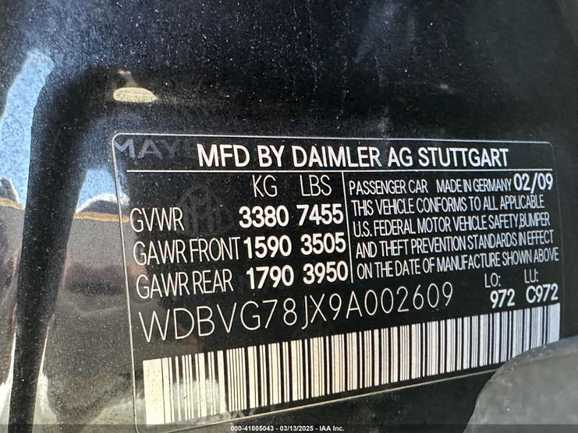 MAY
MFD BY DAIMLER AG STUTTGART
KG LBS
GVWR 3380 7455
GAWR FRONT 1590 3505
GAWR REAR 1790 3950
PASSENGER CAR MADE IN GERMANY 02/09
THIS VEHICLE CONFORMS TO ALL APPLICABLE
U.S. FEDERAL MOTOR VEHICLE SAFETY, BUMPER
AND THEFT PREVENTION STANDARDS IN EFFECT
ON THE DATE OF MANUFACTURE SHOWN ABOVE
LO: LU:
972 C972
WDBVG78JX9A002609
000-41805043 - 03/13/2025 - IAA Inc.